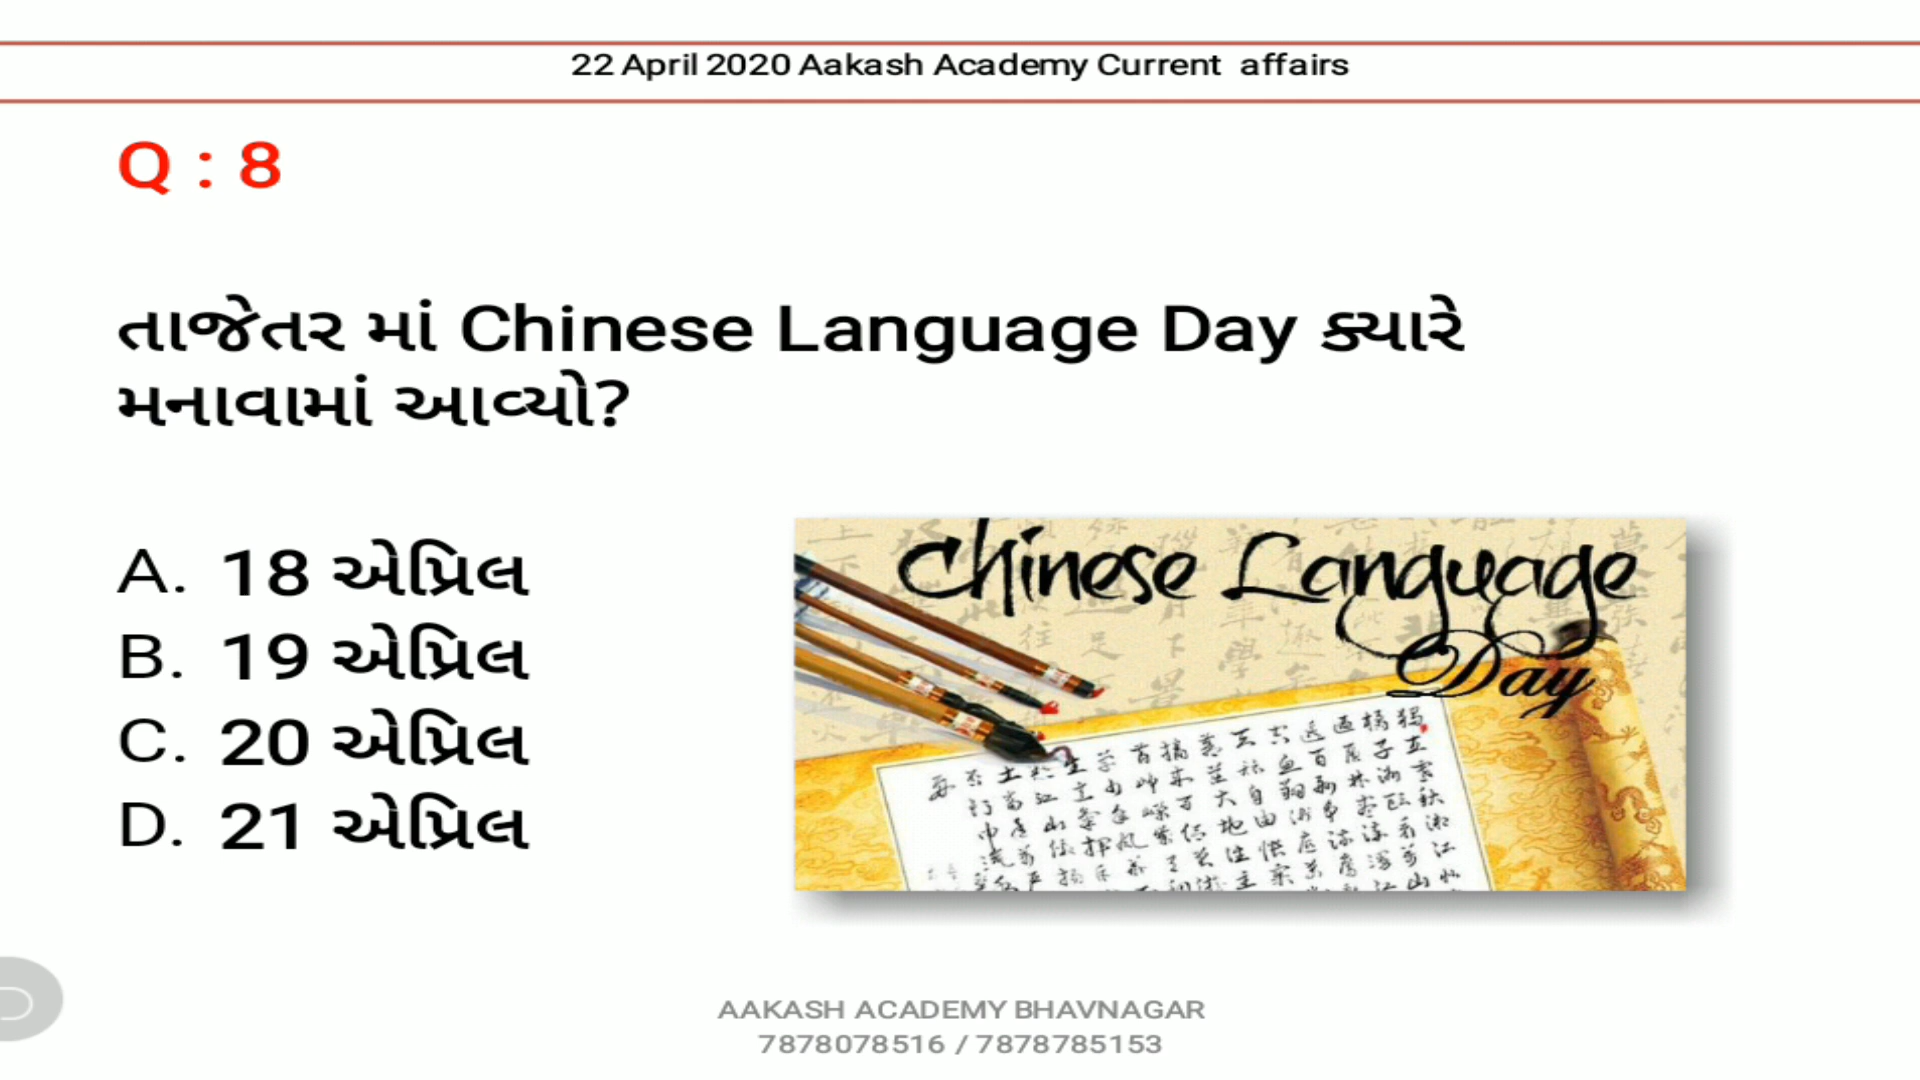 22 April 2020 Aakash Academy Current affairs
Q : 8
તાજેતર માં Chinese Language Day ક્યારે
મનાવામાં આવ્યો?
A. 18 એપ્રિલ
B. 19 એપ્રિલ
C. 20 એપ્રિલ
D. 21 એપ્રિલ
Chinese Language
Day
AAKASH ACADEMY BHAVNAGAR
7878078516 / 7878785153